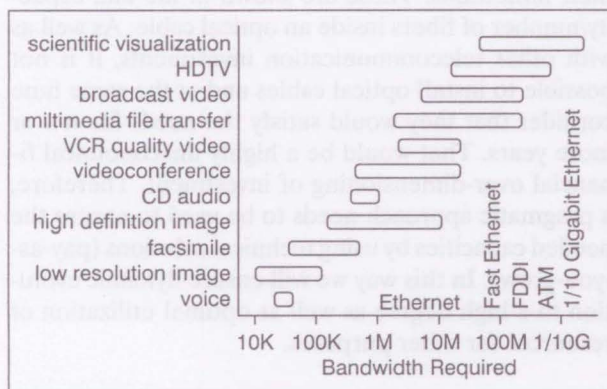 scientific visualization
HDTV
broadcast video
miltimedia file transfer
VCR quality video
videoconference
CD audio
high definition image
facsimile
low resolution image
voice
Ethernet
Fast Ethernet
FDDI
ATM
1/10 Gigabit Ethernet
10K 100K 1M 10M 100M 1/10G
Bandwidth Required